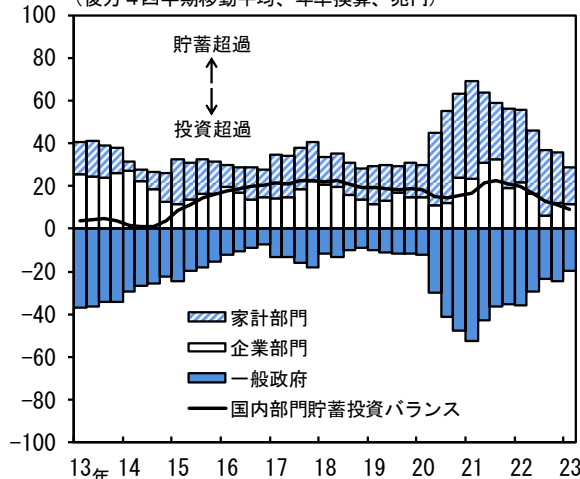 (後方4四半期移動平均、年率換算、兆円)
100
80
60
40
20
0
-20
-40
-60
-80
-100
貯蓄超過
投資超過
家計部門
企業部門
一般政府
国内部門貯蓄投資バランス
13年 14 15 16 17 18 19 20 21 22 23